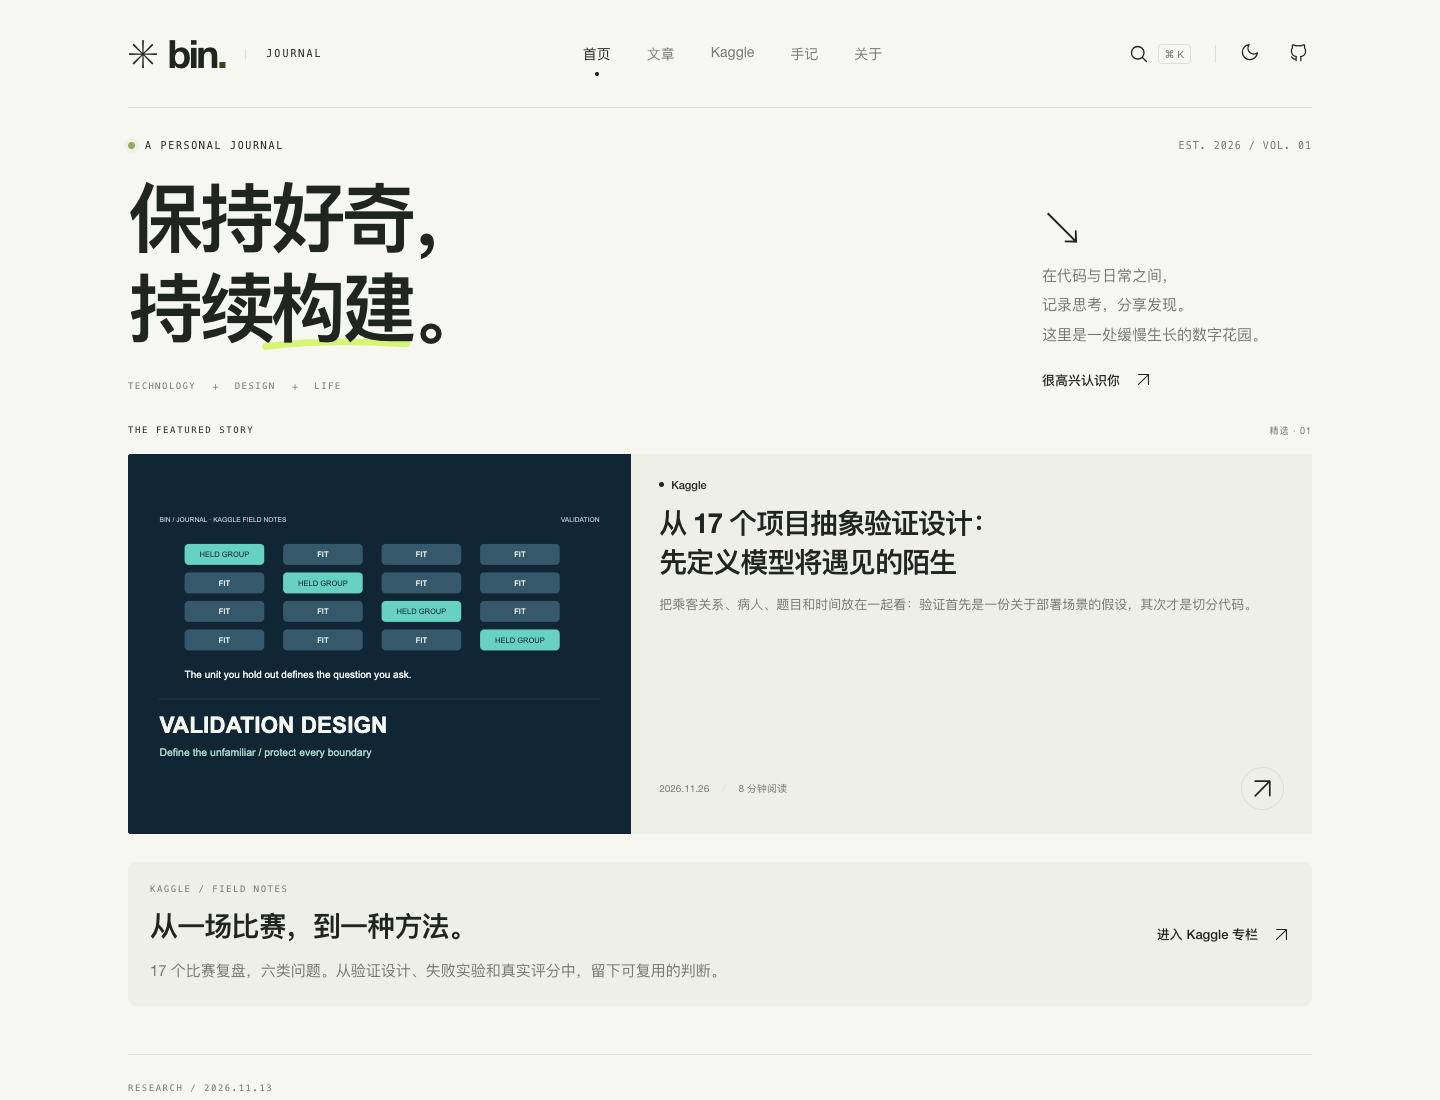 bin.
JOURNAL
首页
文章
Kaggle
手记
关于
⌘ K
A PERSONAL JOURNAL
EST. 2026 / VOL. 01
保持好奇，
持续构建。
在代码与日常之间，
记录思考，分享发现。
这里是一处缓慢生长的数字花园。
很高兴认识你
TECHNOLOGY + DESIGN + LIFE
THE FEATURED STORY
精选 · 01
BIN / JOURNAL · KAGGLE FIELD NOTES
VALIDATION
HELD GROUP FIT FIT FIT
FIT HELD GROUP FIT FIT
FIT FIT HELD GROUP FIT
FIT FIT FIT HELD GROUP
The unit you hold out defines the question you ask.
VALIDATION DESIGN
Define the unfamiliar / protect every boundary
Kaggle
从 17 个项目抽象验证设计：
先定义模型将遇见的陌生
把乘客关系、病人、题目和时间放在一起看：验证首先是一份关于部署场景的假设，其次才是切分代码。
2026.11.26 / 8 分钟阅读
KAGGLE / FIELD NOTES
从一场比赛，到一种方法。
17 个比赛复盘，六类问题。从验证设计、失败实验和真实评分中，留下可复用的判断。
进入 Kaggle 专栏
RESEARCH / 2026.11.13